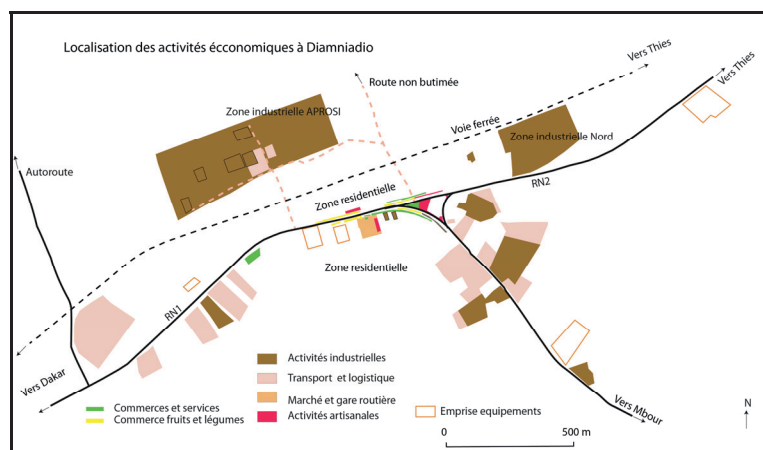 Localisation des activités écconomiques à Diamniadio
Vers Thies
Vers Thies
Route non butimée
Zone industrielle APROSI
Voie ferrée
Zone industrielle Nord
Autoroute
RN2
Zone residentielle
Zone residentielle
RN1
Vers Dakar
Vers Mbour
Activités industrielles
Transport et logistique
Marché et gare routière
Activités artisanales
Commerces et services
Commerce fruits et légumes
Emprise equipements
N
0 500 m